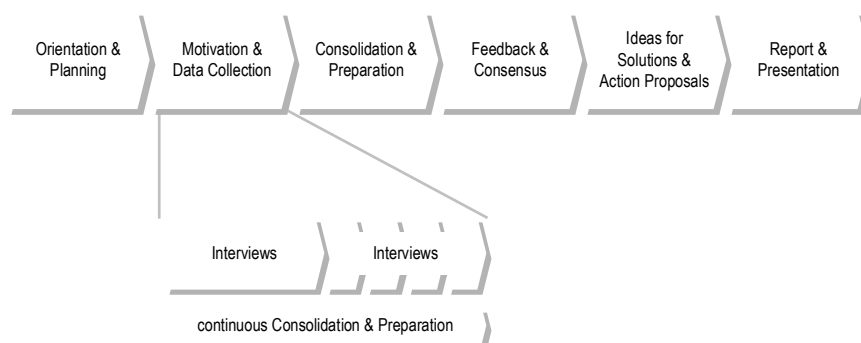 Orientation &
Planning
Motivation &
Data Collection
Consolidation &
Preparation
Feedback &
Consensus
Ideas for
Solutions &
Action Proposals
Report &
Presentation
Interviews
Interviews
continuous Consolidation & Preparation